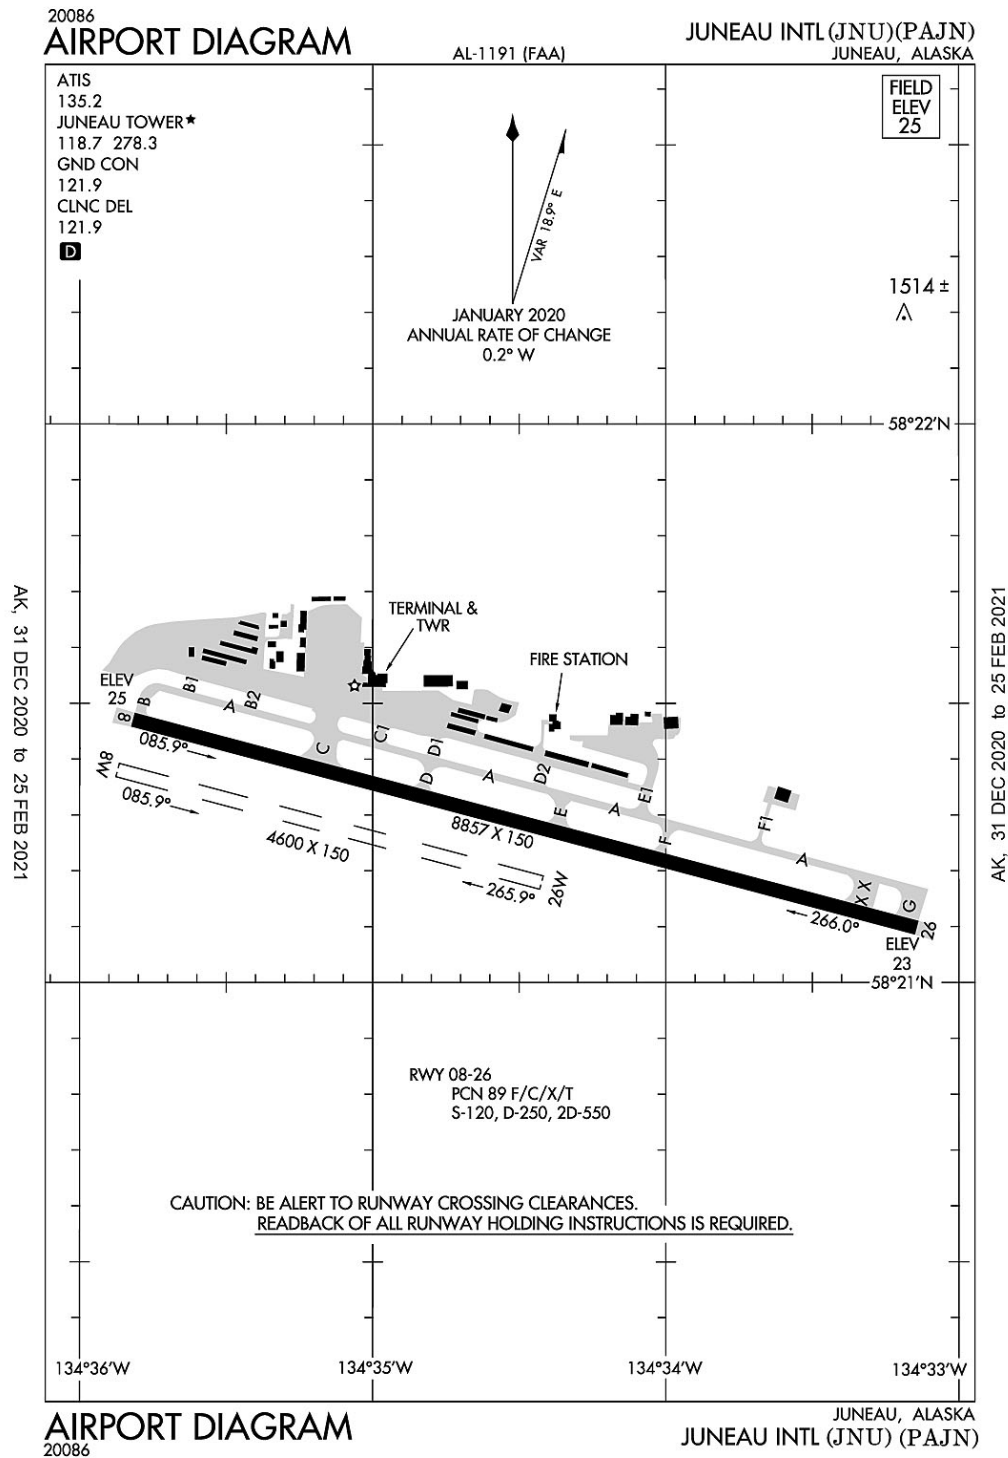 20086
AIRPORT DIAGRAM
AL-1191 (FAA)
JUNEAU INTL (JNU)(PAJN)
JUNEAU, ALASKA
ATIS
135.2
JUNEAU TOWER★
118.7 278.3
GND CON
121.9
CLNC DEL
121.9
D
FIELD
ELEV
25
VAR 18.9° E
JANUARY 2020
ANNUAL RATE OF CHANGE
0.2° W
1514 ±
58°22'N
AK, 31 DEC 2020 to 25 FEB 2021
AK, 31 DEC 2020 to 25 FEB 2021
TERMINAL &
TWR
FIRE STATION
ELEV
25
8
B
B1
A
B2
C
C1
D1
D
A
D2
E
A
E1
F
F1
A
X X
G
26
085.9°
8W
085.9°
4600 X 150
8857 X 150
265.9°
26W
266.0°
ELEV
23
58°21'N
RWY 08-26
PCN 89 F/C/X/T
S-120, D-250, 2D-550
CAUTION: BE ALERT TO RUNWAY CROSSING CLEARANCES.
READBACK OF ALL RUNWAY HOLDING INSTRUCTIONS IS REQUIRED.
134°36'W
134°35'W
134°34'W
134°33'W
AIRPORT DIAGRAM
20086
JUNEAU, ALASKA
JUNEAU INTL (JNU) (PAJN)